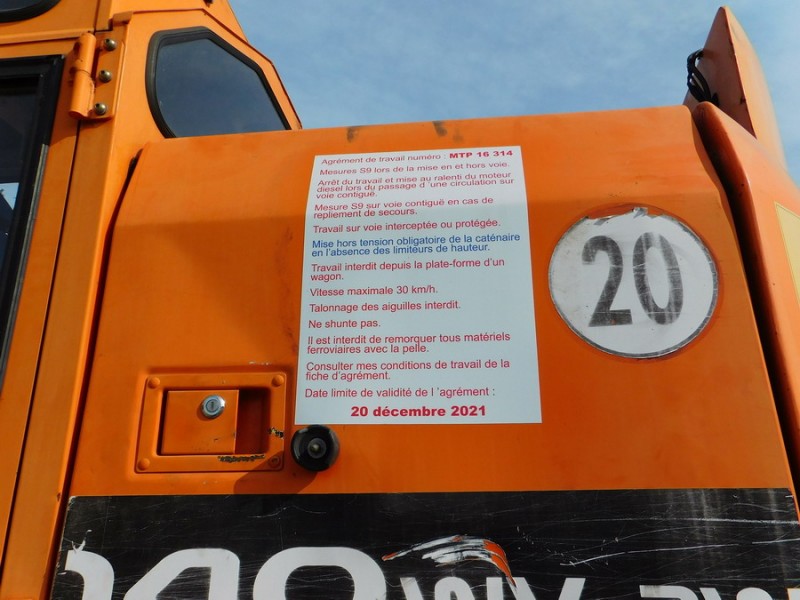 Agrément de travail numéro : MTP 16 314
Mesures S9 lors de la mise en et hors voie.
Arrêt du travail et mise au ralenti du moteur
diesel lors du passage d 'une circulation sur
voie contiguë.
Mesure S9 sur voie contiguë en cas de
repliement de secours.
Travail sur voie interceptée ou protégée.
Mise hors tension obligatoire de la caténaire
en l'absence des limiteurs de hauteur.
Travail interdit depuis la plate-forme d'un
wagon.
Vitesse maximale 30 km/h.
Talonnage des aiguilles interdit.
Ne shunte pas.
Il est interdit de remorquer tous matériels
ferroviaires avec la pelle.
Consulter mes conditions de travail de la
fiche d'agrément.
Date limite de validité de l 'agrément :
20 décembre 2021
20